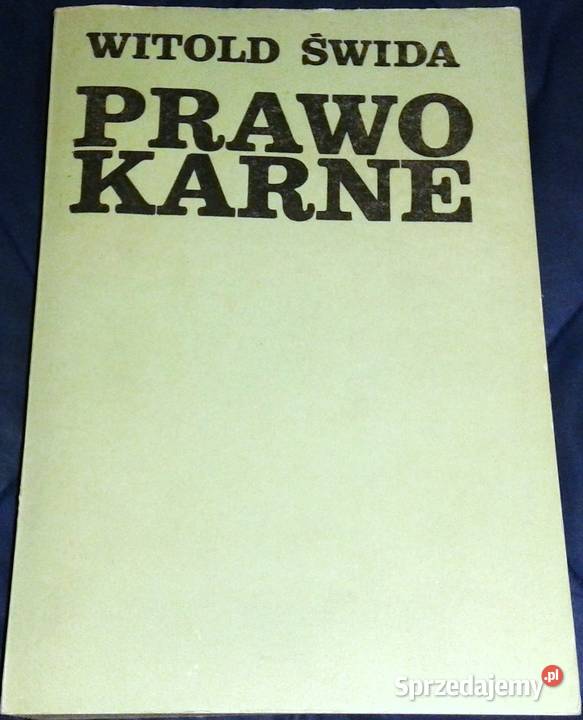 WITOLD ŚWIDA
PRAWO
KARNE
Sprzedajemy.pl